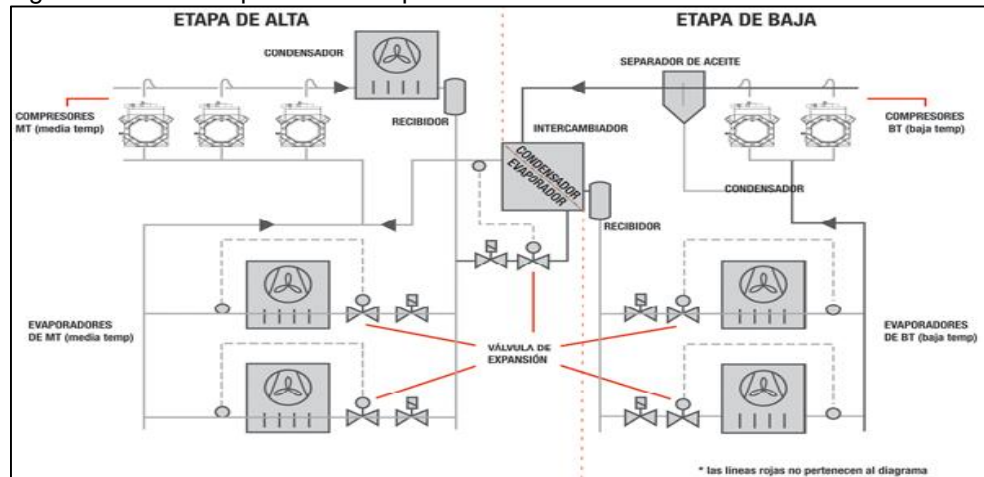 ETAPA DE ALTA
ETAPA DE BAJA
CONDENSADOR
SEPARADOR DE ACEITE
COMPRESORES
MT (media temp)
RECIBIDOR
INTERCAMBIADOR
COMPRESORES
BT (baja temp)
CONDENSADOR
EVAPORADOR
CONDENSADOR
RECIBIDOR
EVAPORADORES
DE MT (media temp)
VÁLVULA DE
EXPANSIÓN
EVAPORADORES
DE BT (baja temp)
* las líneas rojas no pertenecen al diagrama